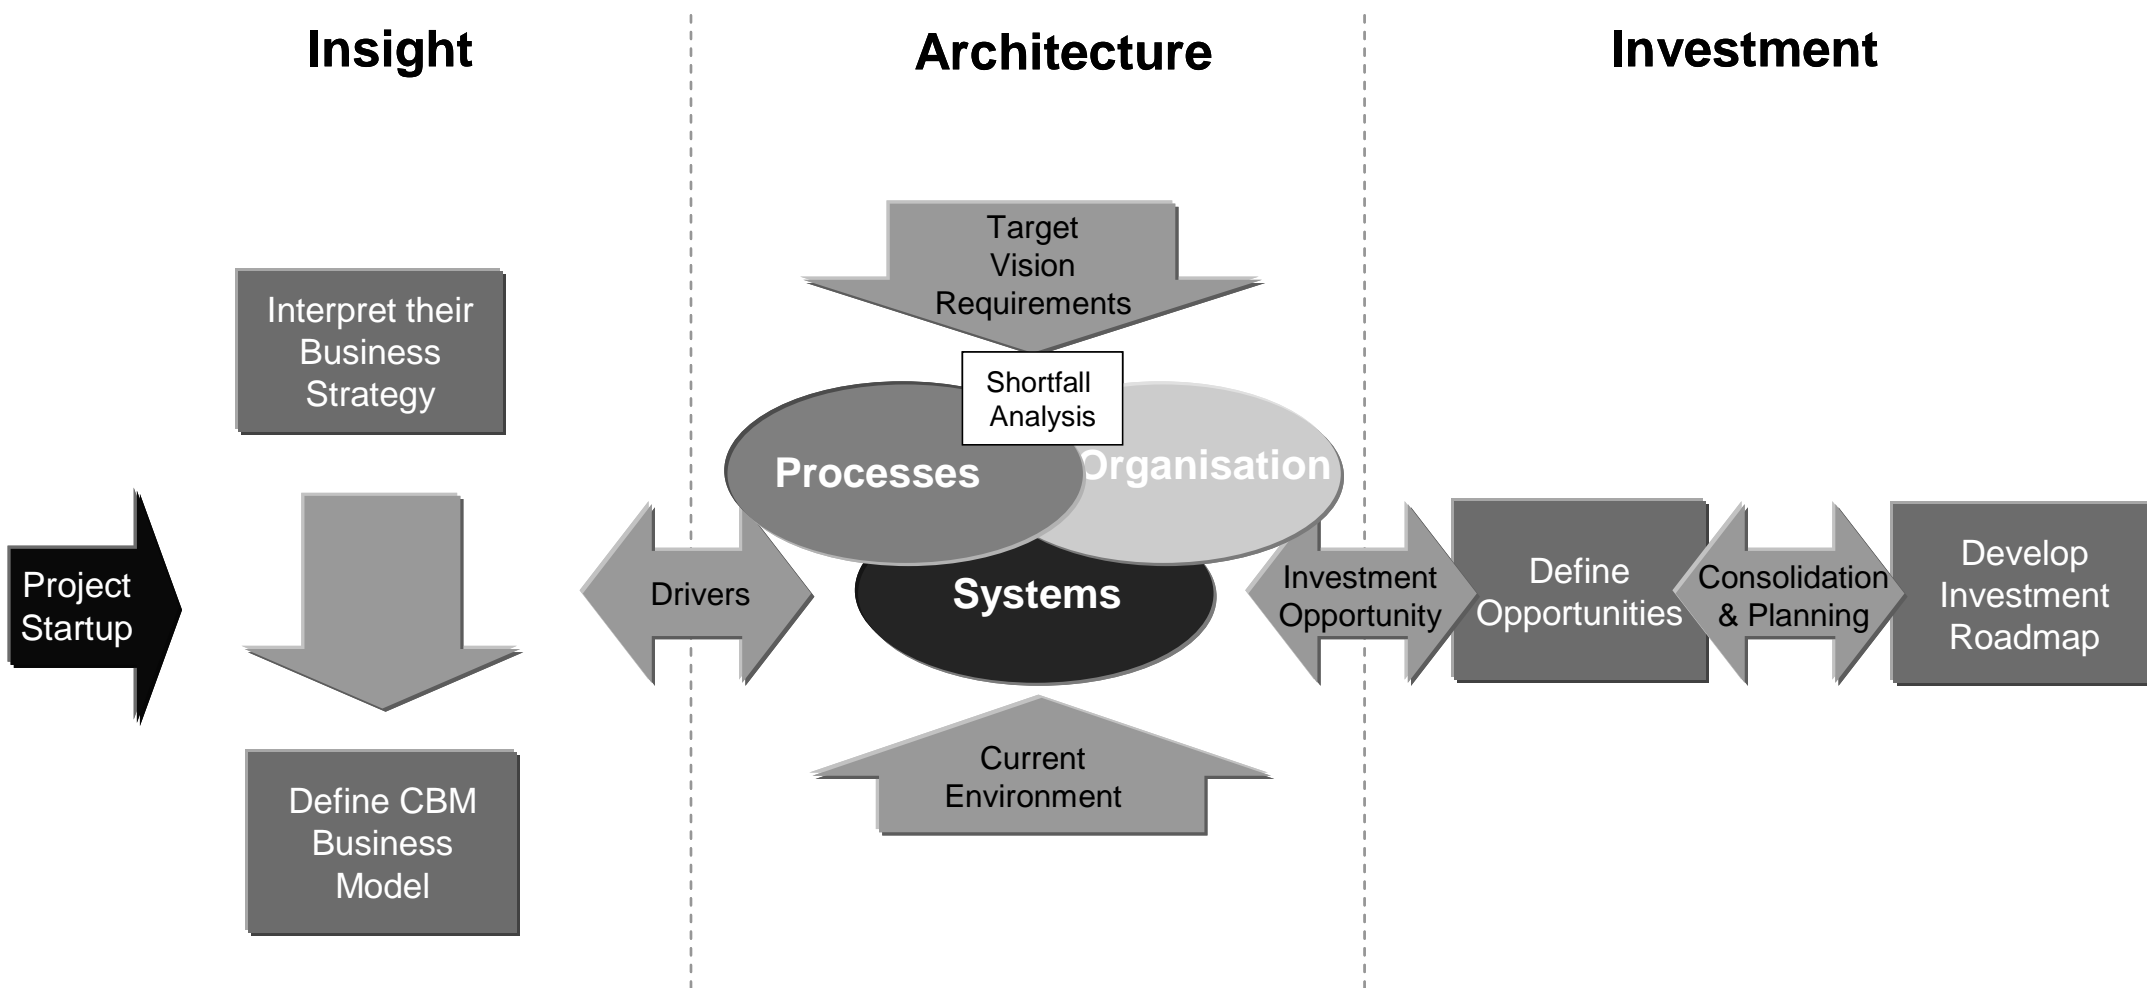 Insight
Architecture
Investment
Project
Startup
Interpret their
Business
Strategy
Define CBM
Business
Model
Drivers
Target
Vision
Requirements
Shortfall
Analysis
Processes
Organisation
Systems
Current
Environment
Investment
Opportunity
Define
Opportunities
Consolidation
& Planning
Develop
Investment
Roadmap